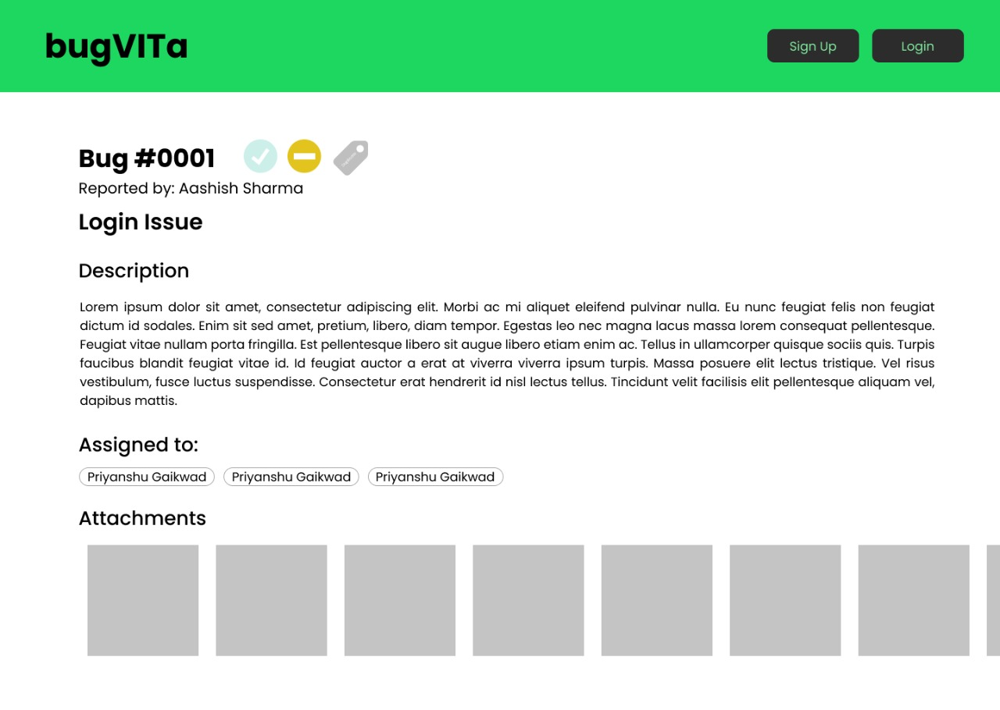 bugVITa
Sign Up
Login
Bug #0001
Reported by: Aashish Sharma
Login Issue
Description
Lorem ipsum dolor sit amet, consectetur adipiscing elit. Morbi ac mi aliquet eleifend pulvinar nulla. Eu nunc feugiat felis non feugiat
dictum id sodales. Enim sit sed amet, pretium, libero, diam tempor. Egestas leo nec magna lacus massa lorem consequat pellentesque.
Feugiat vitae nullam porta fringilla. Est pellentesque libero sit augue libero etiam enim ac. Tellus in ullamcorper quisque sociis quis. Turpis
faucibus blandit feugiat vitae id. Id feugiat auctor a erat at viverra viverra ipsum turpis. Massa posuere elit lectus tristique. Vel risus
vestibulum, fusce luctus suspendisse. Consectetur erat hendrerit id nisl lectus tellus. Tincidunt velit facilisis elit pellentesque aliquam vel,
dapibus mattis.
Assigned to:
Priyanshu Gaikwad
Priyanshu Gaikwad
Priyanshu Gaikwad
Attachments